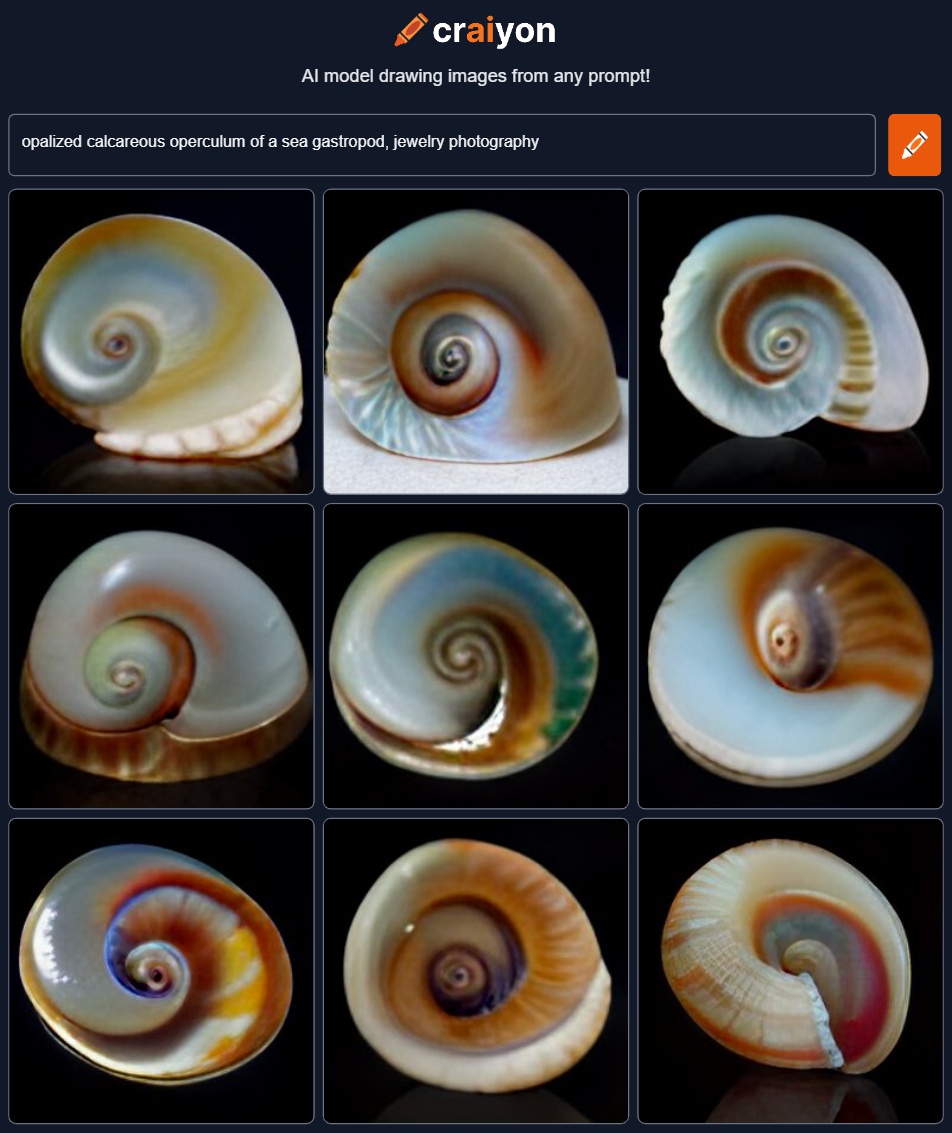 craiyon
AI model drawing images from any prompt!
opalized calcareous operculum of a sea gastropod, jewelry photography